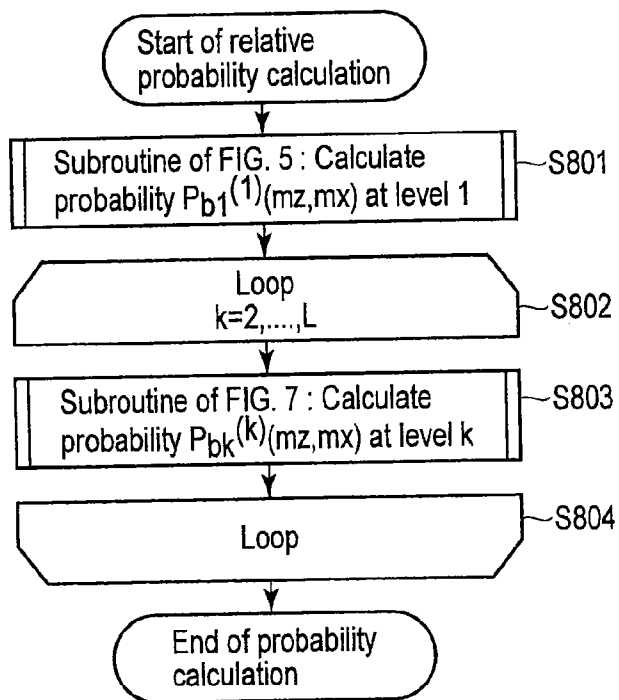 Start of relative
probability calculation
Subroutine of FIG. 5 : Calculate
probability Pb1(1)(mz,mx) at level 1
S801
Loop
k=2,....,L
S802
Subroutine of FIG. 7 : Calculate
probability Pbk(k)(mz,mx) at level k
S803
Loop
S804
End of probability
calculation